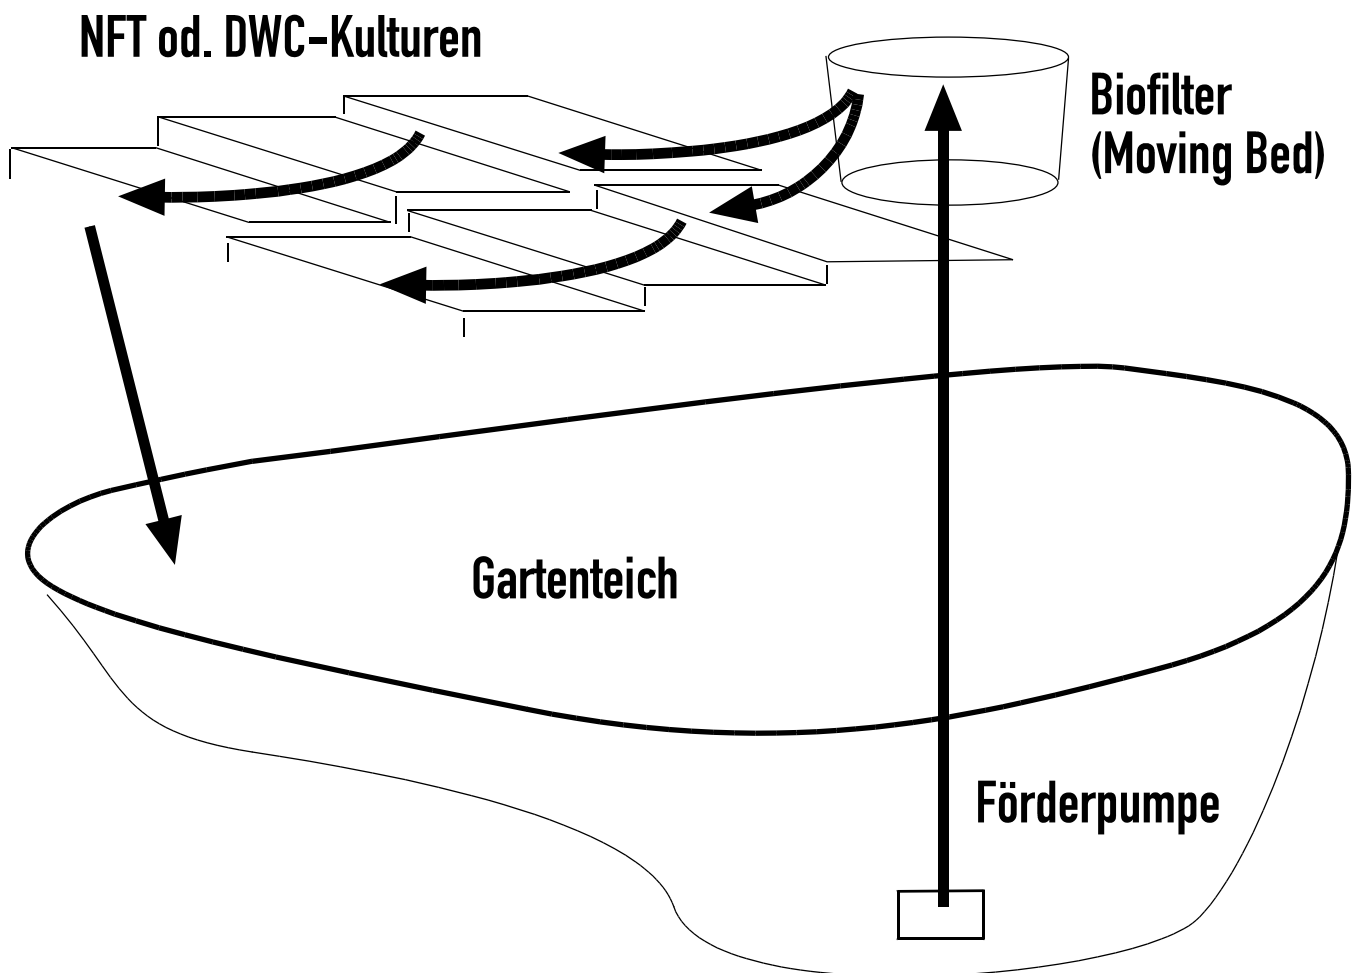 NFT od. DWC-Kulturen
Biofilter
(Moving Bed)
Gartenteich
Förderpumpe